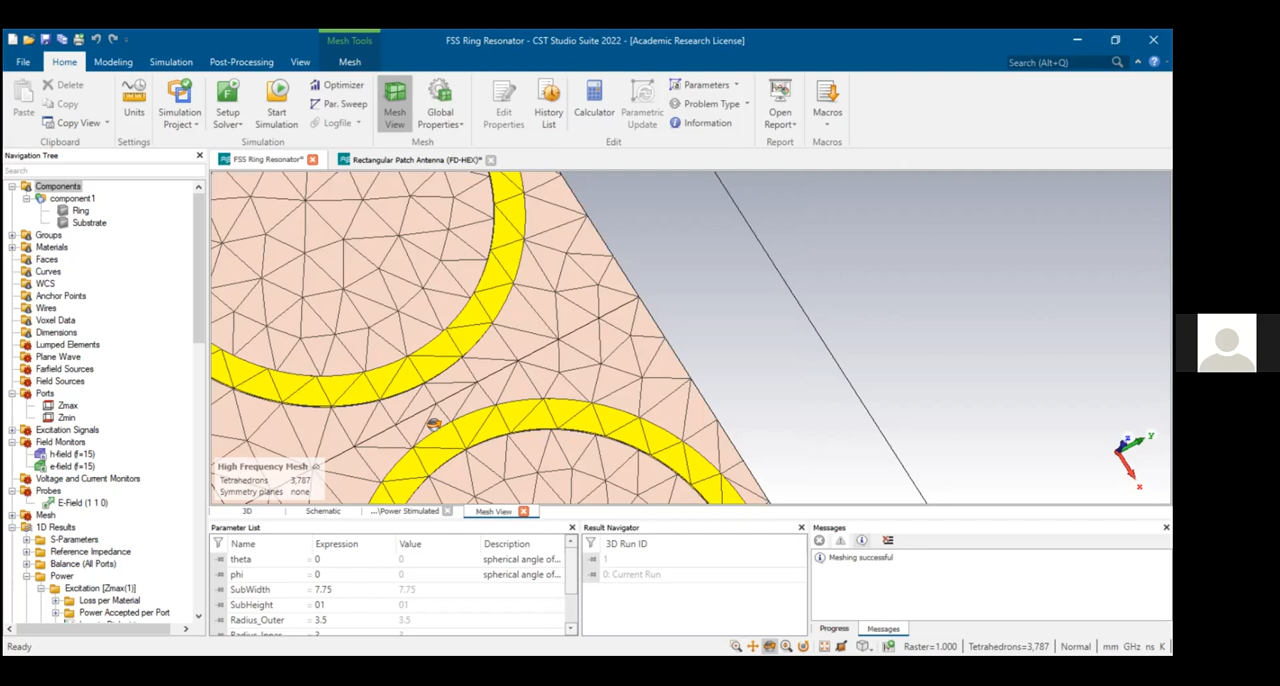 Mesh Tools
FSS Ring Resonator - CST Studio Suite 2022 - [Academic Research License]
File Home Modeling Simulation Post-Processing View Mesh
Search (Alt+Q)
Paste
Delete
Copy
Copy View
Clipboard
Units
Settings
Simulation Project
Setup Solver
Start Simulation
Optimizer
Par. Sweep
Logfile
Simulation
Mesh View
Global Properties
Mesh
Edit Properties
History List
Calculator
Parametric Update
Parameters
Problem Type
Information
Edit
Open Report
Report
Macros
Macros
Navigation Tree
Search
Components
component1
Ring
Substrate
Groups
Materials
Faces
Curves
WCS
Anchor Points
Wires
Voxel Data
Dimensions
Lumped Elements
Plane Wave
Farfield Sources
Field Sources
Ports
Zmax
Zmin
Excitation Signals
Field Monitors
h-field (f=15)
e-field (f=15)
Voltage and Current Monitors
Probes
E-Field (1 1 0)
Mesh
1D Results
S-Parameters
Reference Impedance
Balance (All Ports)
Power
Excitation [Zmax(1)]
Loss per Material
Power Accepted per Port
FSS Ring Resonator*
Rectangular Patch Antenna (FD-HEX)*
High Frequency Mesh
Tetrahedrons 3,787
Symmetry planes none
z
y
x
3D Schematic ...\Power Stimulated Mesh View
Parameter List
Name Expression Value Description
theta = 0 0 spherical angle of...
phi = 0 0 spherical angle of...
SubWidth = 7.75 7.75
SubHeight = 01 01
Radius_Outer = 3.5 3.5
Result Navigator
3D Run ID
1
0: Current Run
Messages
Meshing successful
Progress Messages
Ready
Raster=1.000 Tetrahedrons=3,787 Normal mm GHz ns K